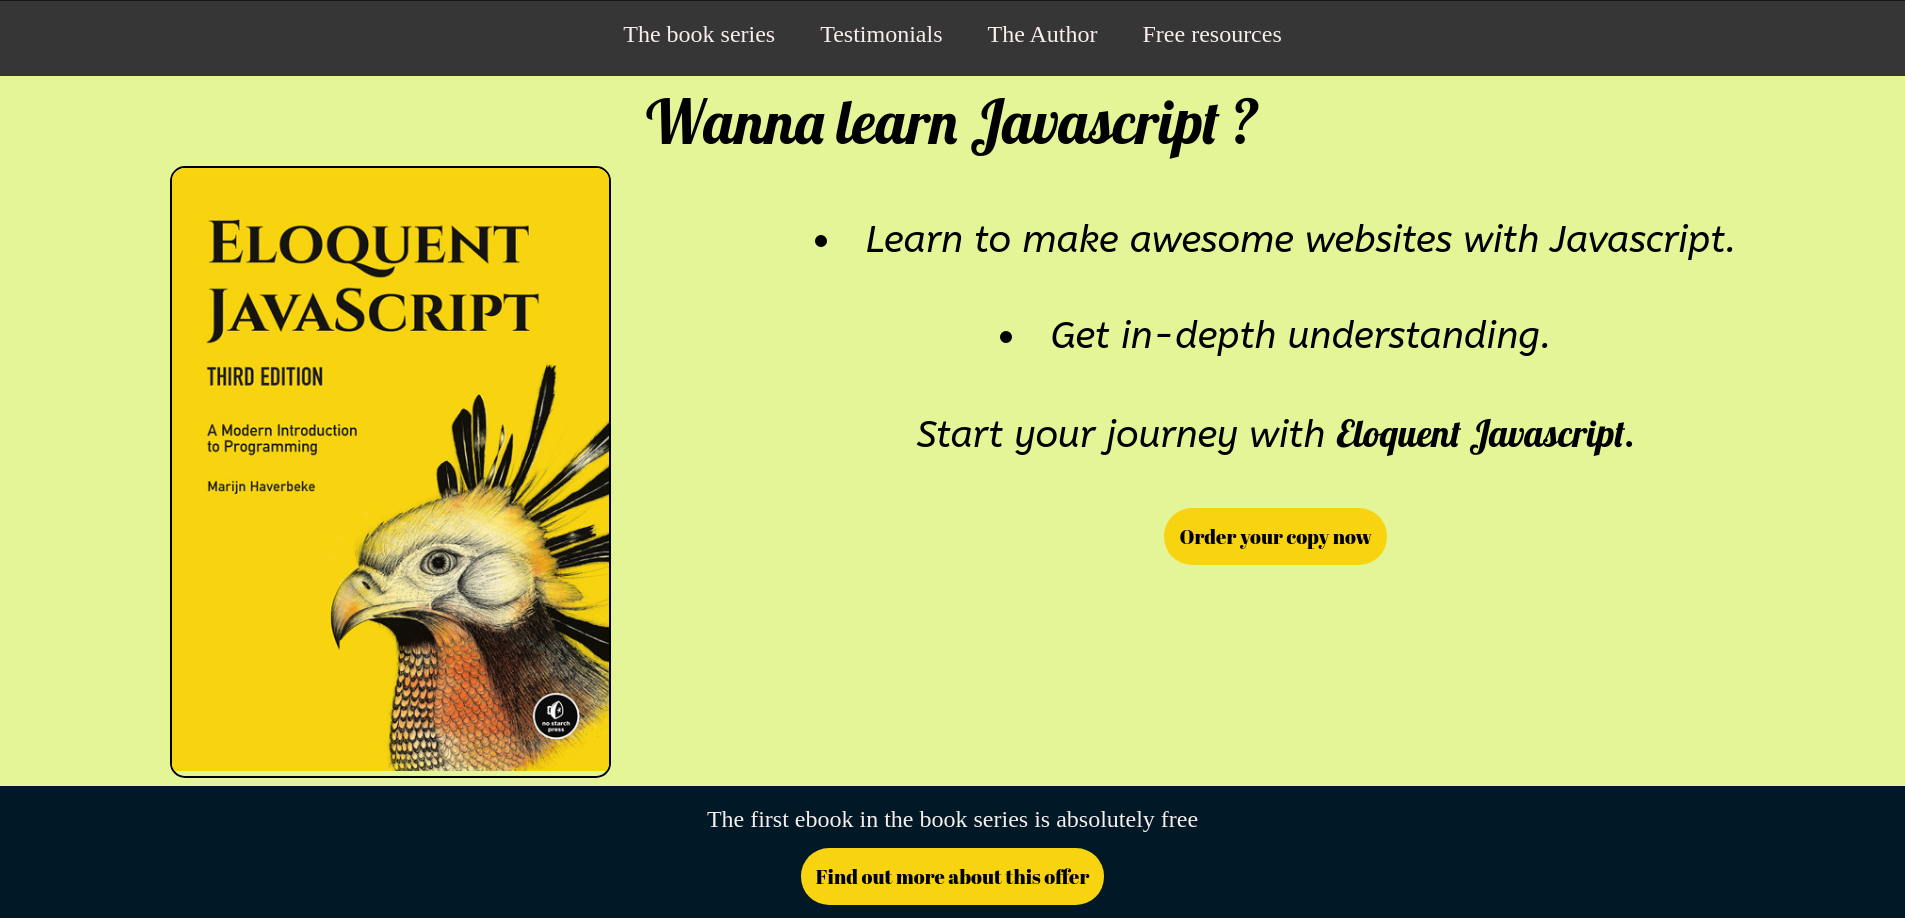 The book series Testimonials The Author Free resources
Wanna learn Javascript ?
ELOQUENT
JAVASCRIPT
THIRD EDITION
A Modern Introduction
to Programming
Marijn Haverbeke
no starch
press
• Learn to make awesome websites with Javascript.
• Get in-depth understanding.
Start your journey with Eloquent Javascript.
Order your copy now
The first ebook in the book series is absolutely free
Find out more about this offer